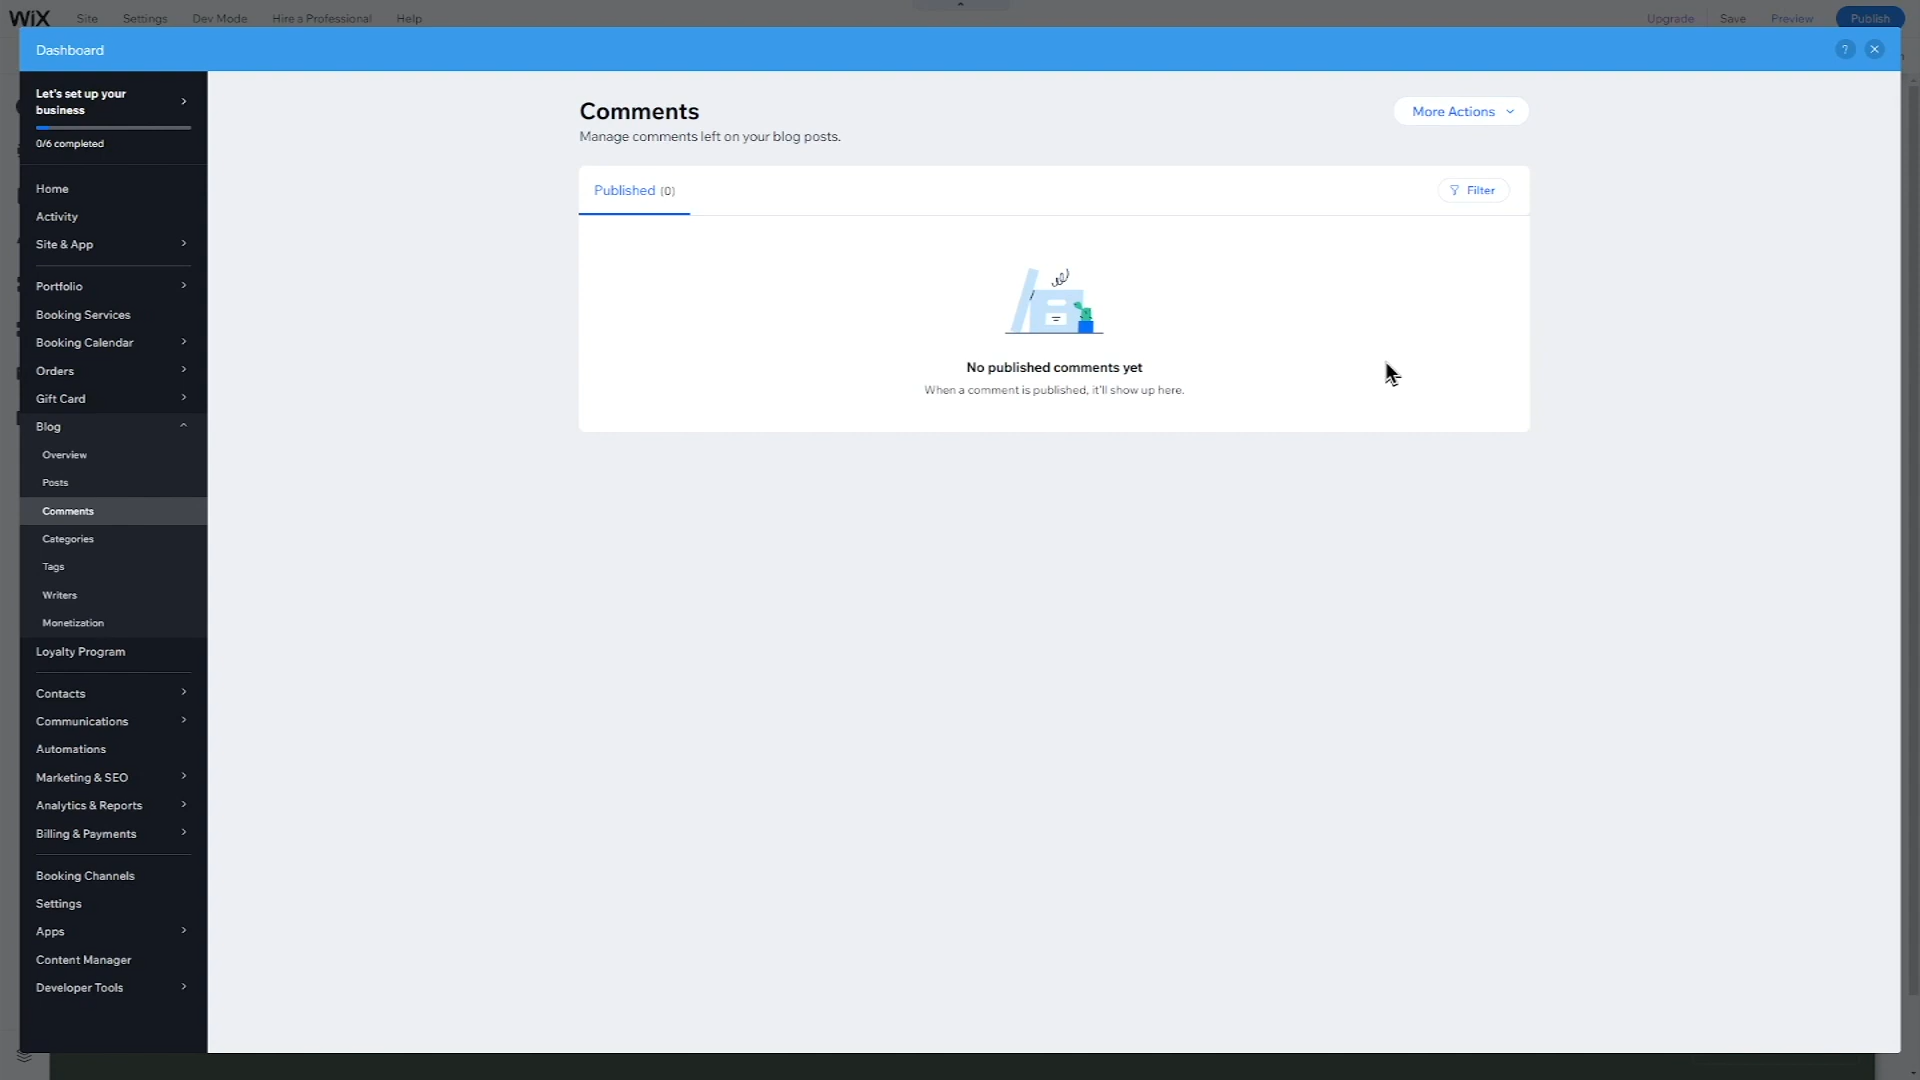 WiX Site Settings Dev Mode Hire a Professional Help Upgrade Save Preview Publish
Dashboard ?
Let's set up your
business
0/6 completed
Home
Activity
Site & App
Portfolio
Booking Services
Booking Calendar
Orders
Gift Card
Blog
Overview
Posts
Comments
Categories
Tags
Writers
Monetization
Loyalty Program
Contacts
Communications
Automations
Marketing & SEO
Analytics & Reports
Billing & Payments
Booking Channels
Settings
Apps
Content Manager
Developer Tools
Comments
More Actions
Manage comments left on your blog posts.
Published (0)
Filter
No published comments yet
When a comment is published, it'll show up here.